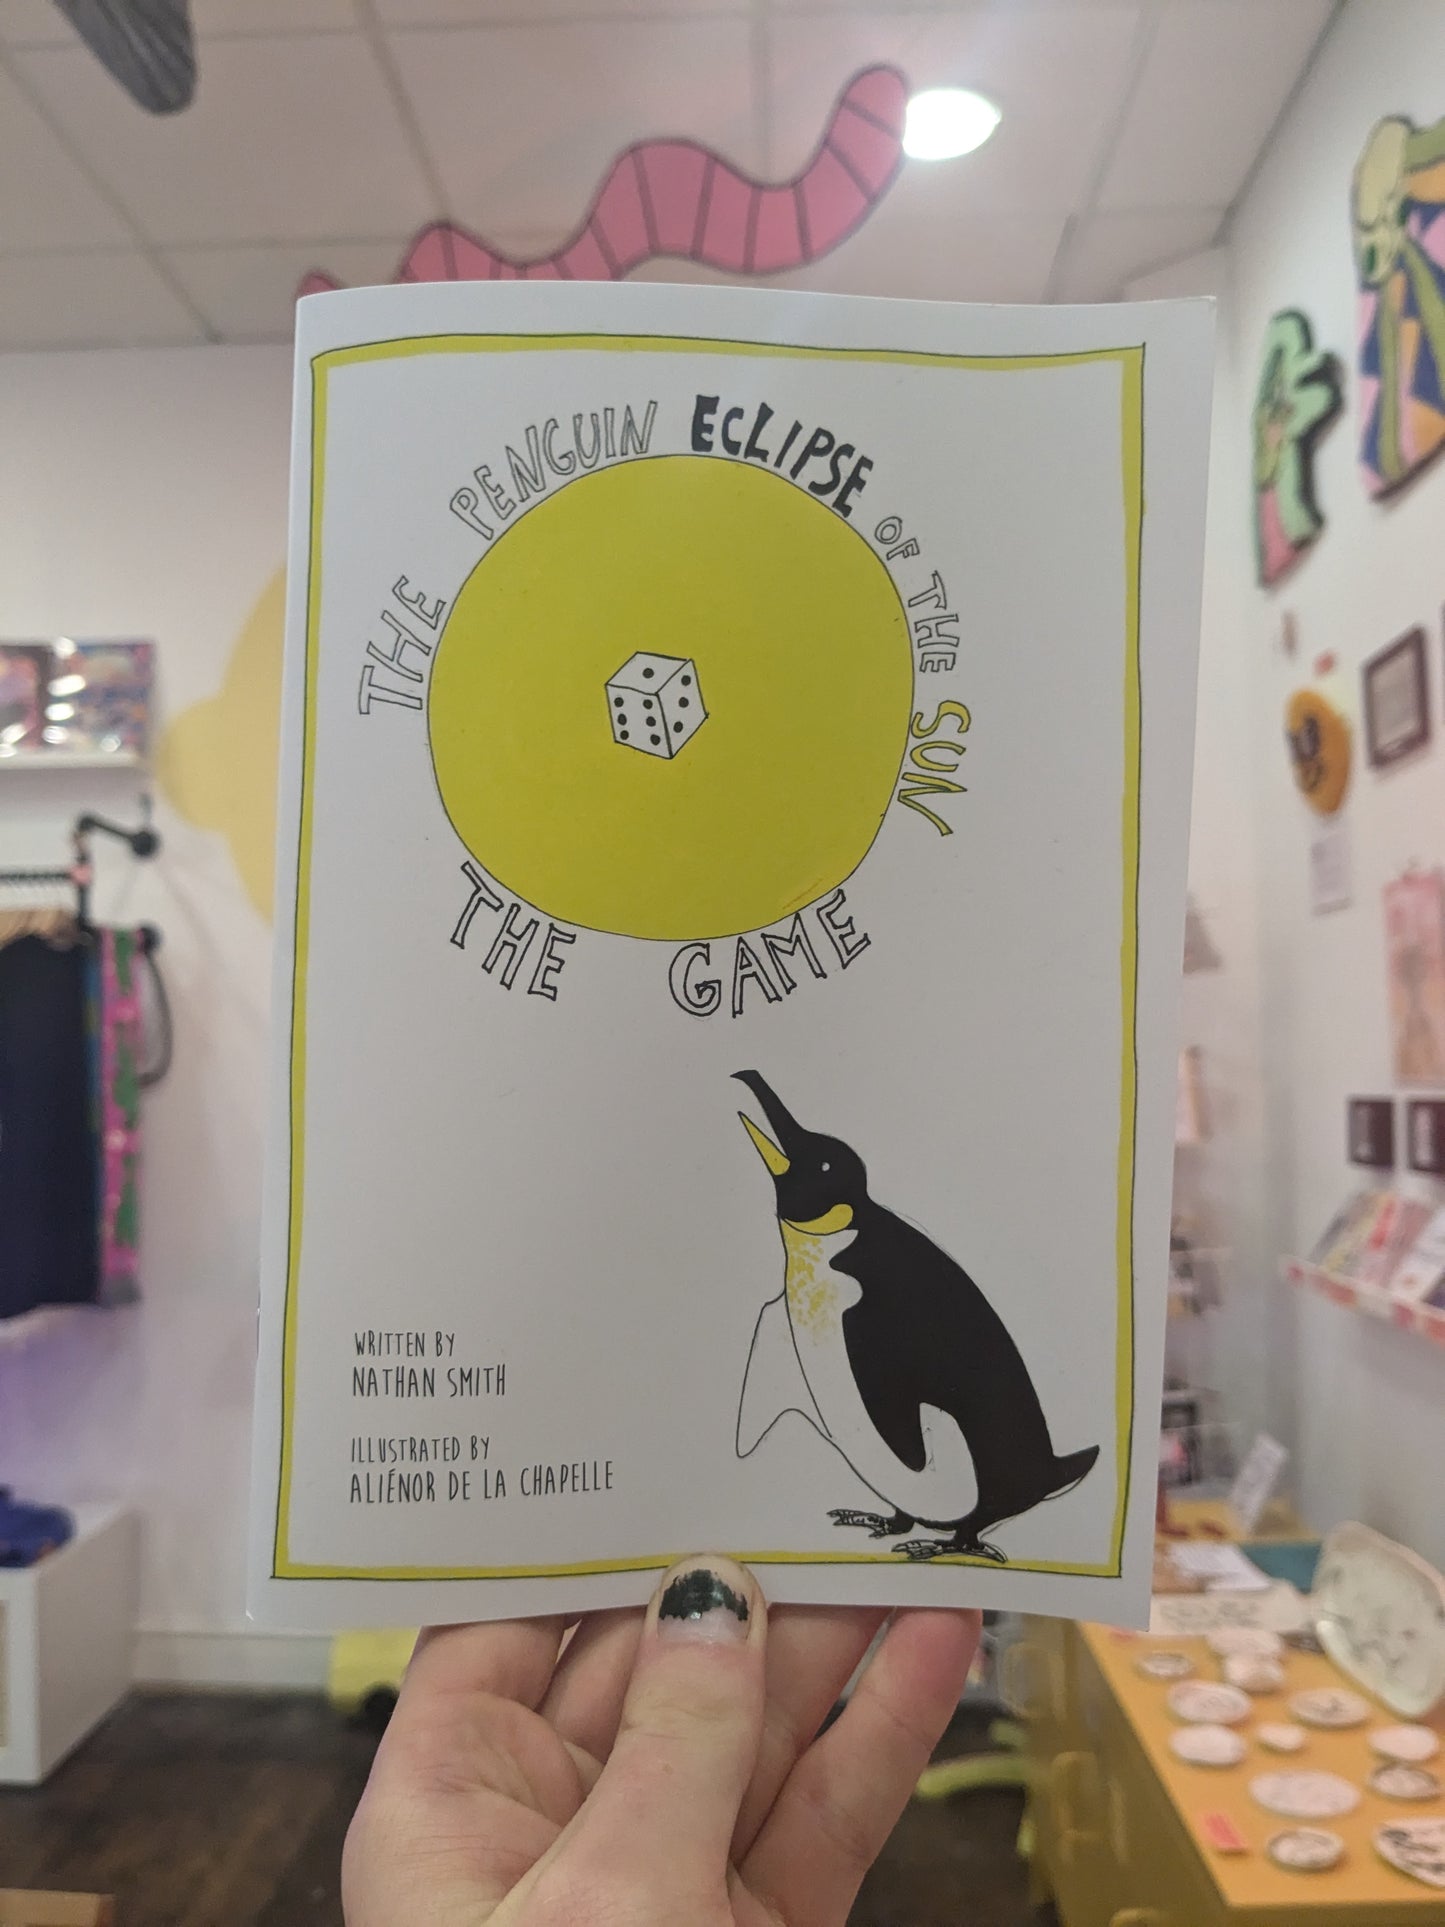 THE PENGUIN ECLIPSE OF THE SUN
THE GAME
WRITTEN BY
NATHAN SMITH
ILLUSTRATED BY
ALIÉNOR DE LA CHAPELLE